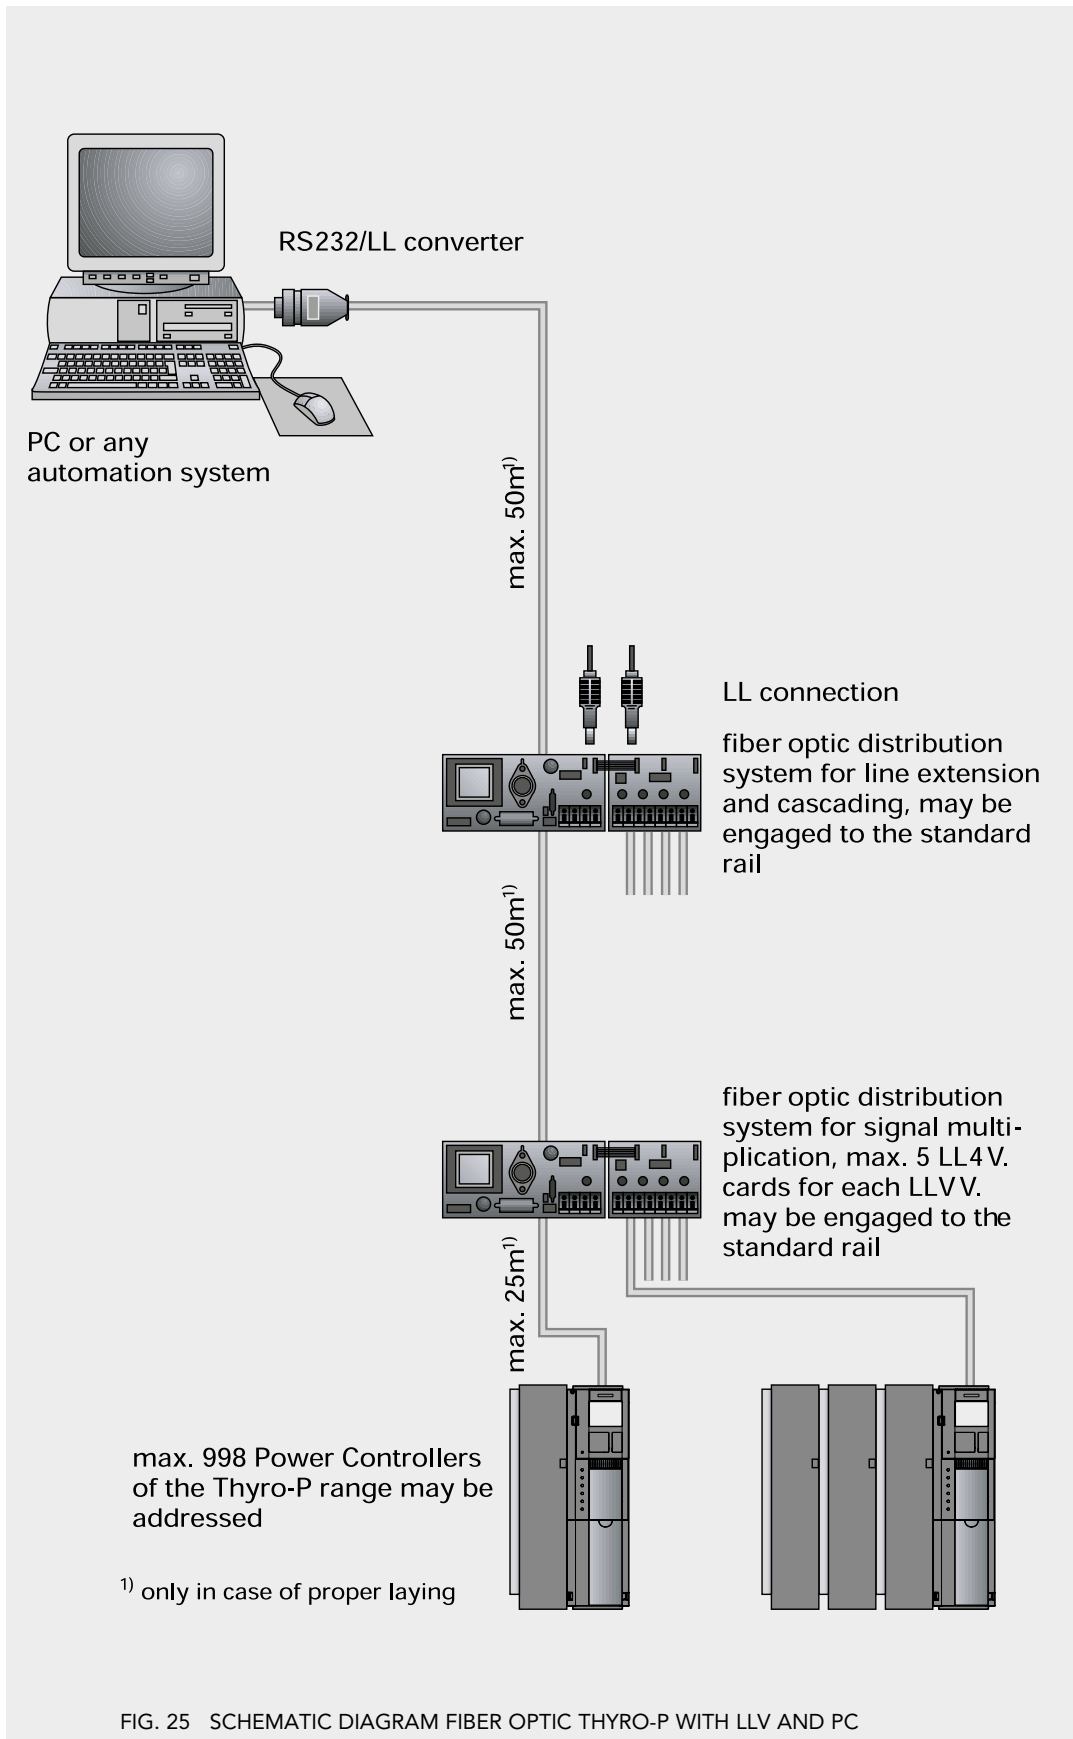 RS232/LL converter
PC or any
automation system
max. 50m¹⁾
LL connection
fiber optic distribution
system for line extension
and cascading, may be
engaged to the standard
rail
max. 50m¹⁾
fiber optic distribution
system for signal multi-
plication, max. 5 LL4 V.
cards for each LLV V.
may be engaged to the
standard rail
max. 25m¹⁾
max. 998 Power Controllers
of the Thyro-P range may be
addressed
¹⁾ only in case of proper laying
FIG. 25 SCHEMATIC DIAGRAM FIBER OPTIC THYRO-P WITH LLV AND PC